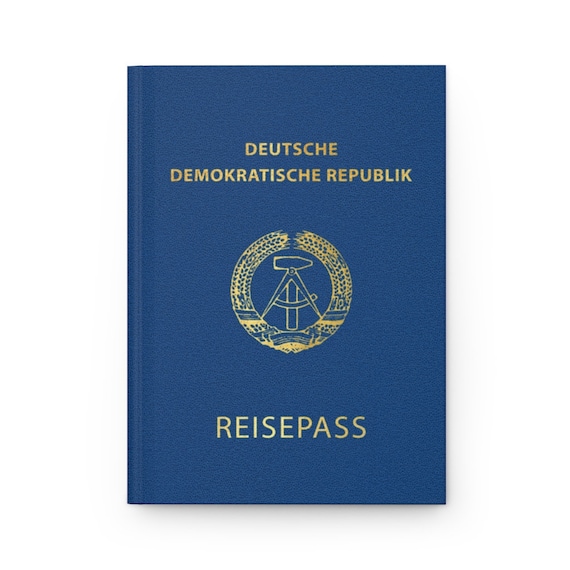 DEUTSCHE
DEMOKRATISCHE REPUBLIK
REISEPASS